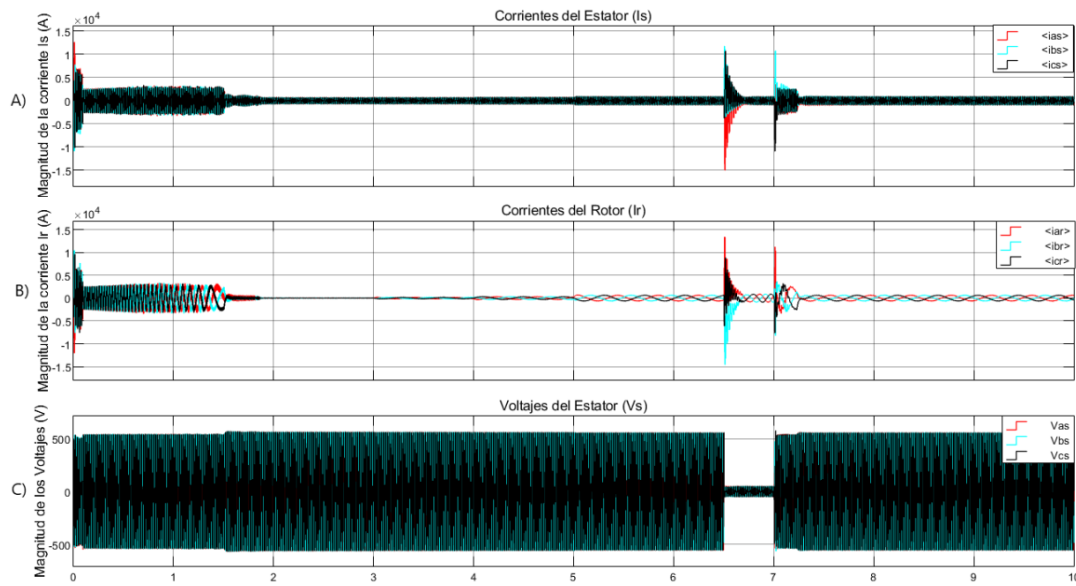 Corrientes del Estator (Is)
×10^4
Magnitud de la corriente Is (A)
A)
1.5
1
0.5
0
-0.5
-1
-1.5
<ias>
<ibs>
<ics>
Corrientes del Rotor (Ir)
×10^4
Magnitud de la corriente Ir (A)
B)
1.5
1
0.5
0
-0.5
-1
-1.5
<iar>
<ibr>
<icr>
Voltajes del Estator (Vs)
Magnitud de los Voltajes (V)
C)
500
0
-500
Vas
Vbs
Vcs
0 1 2 3 4 5 6 7 8 9 10